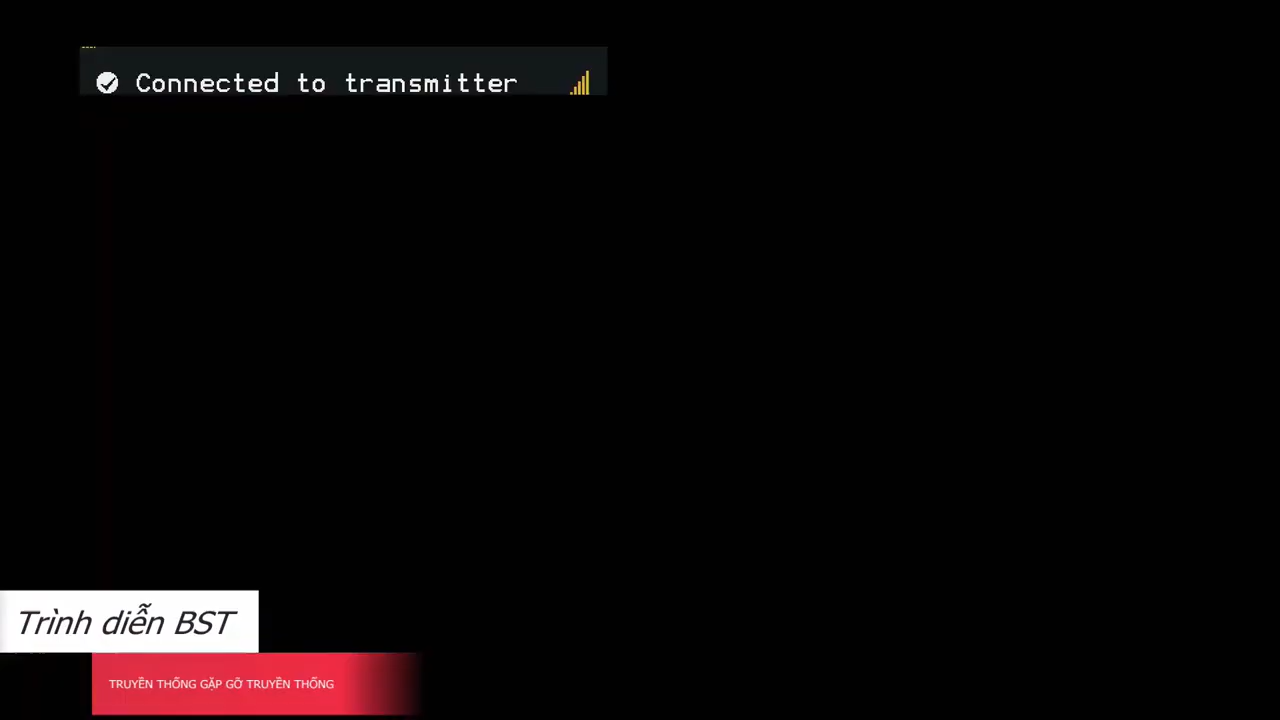 Connected to transmitter
Trình diễn BST
TRUYỀN THỐNG GẶP GỠ TRUYỀN THỐNG